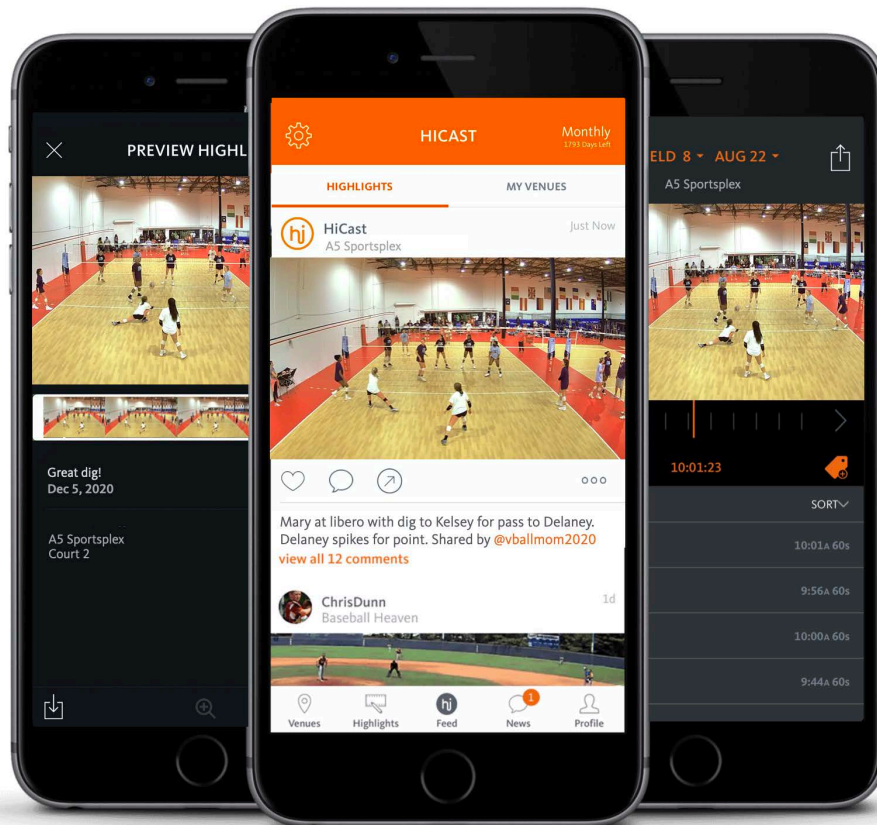 PREVIEW HIGHL
Great dig!
Dec 5, 2020
A5 Sportsplex
Court 2
HICAST
Monthly
1793 Days Left
HIGHLIGHTS
MY VENUES
hi
HiCast
A5 Sportsplex
Just Now
Mary at libero with dig to Kelsey for pass to Delaney.
Delaney spikes for point. Shared by @vballmom2020
view all 12 comments
ChrisDunn
Baseball Heaven
1d
hi
1
Venues
Highlights
Feed
News
Profile
ELD 8 AUG 22
A5 Sportsplex
10:01:23
SORT
10:01A 60s
9:56A 60s
10:00A 60s
9:44A 60s